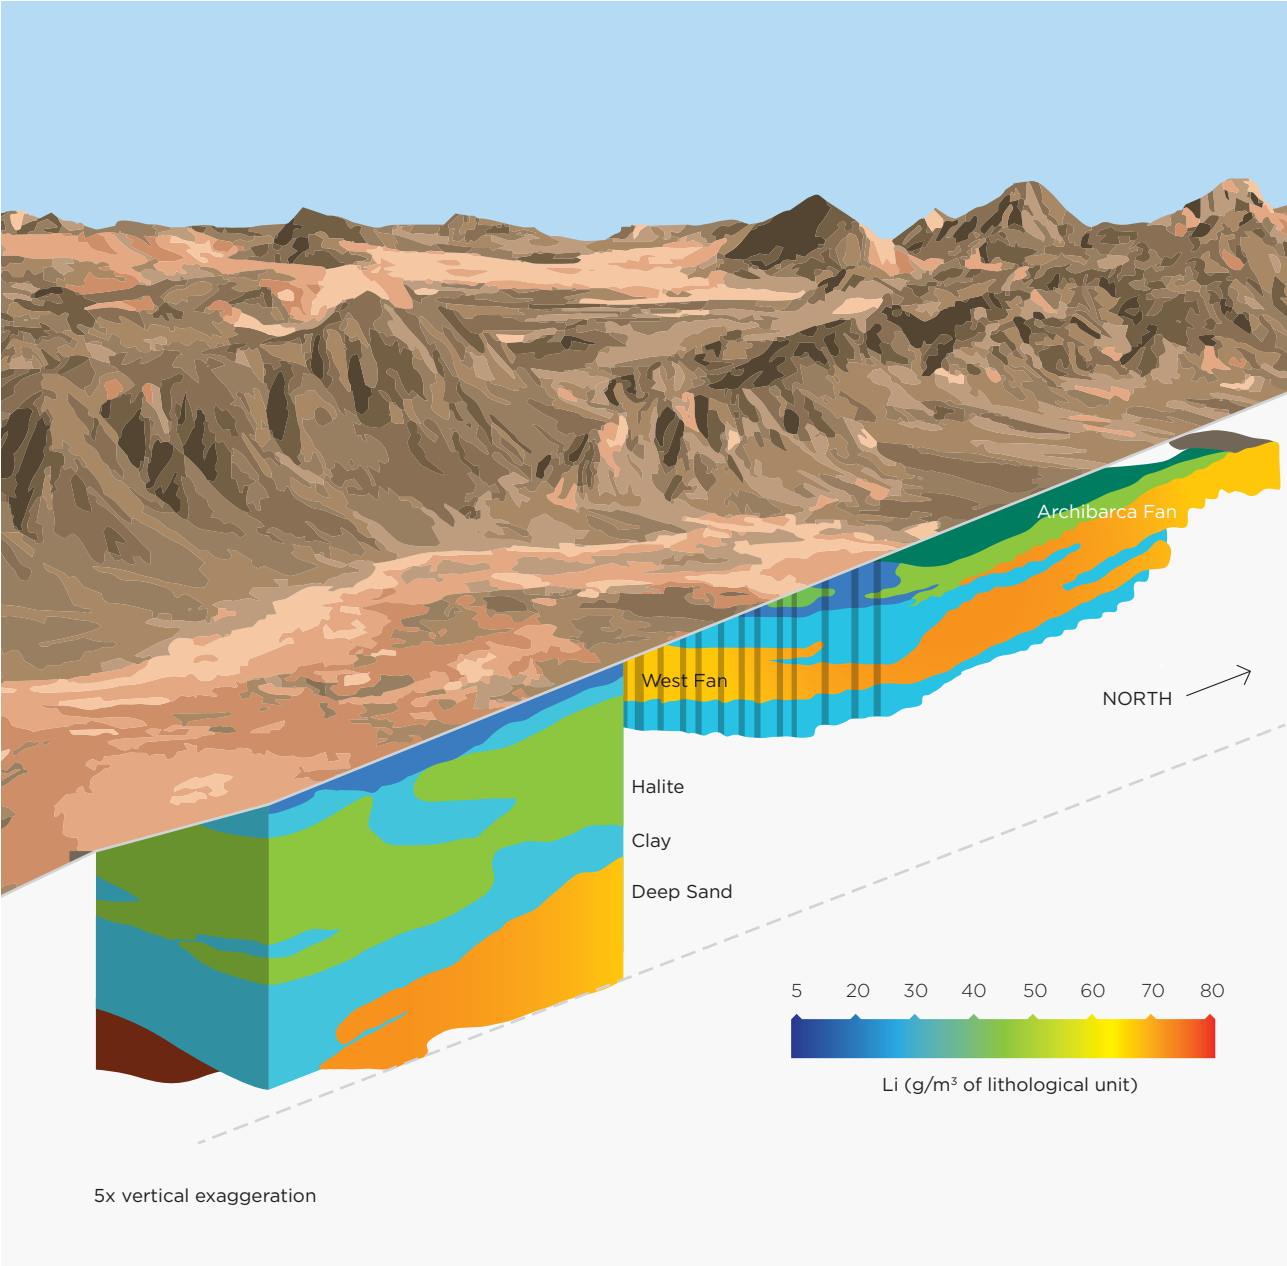 Archibarca Fan
West Fan
NORTH
Halite
Clay
Deep Sand
5 20 30 40 50 60 70 80
Li (g/m³ of lithological unit)
5x vertical exaggeration